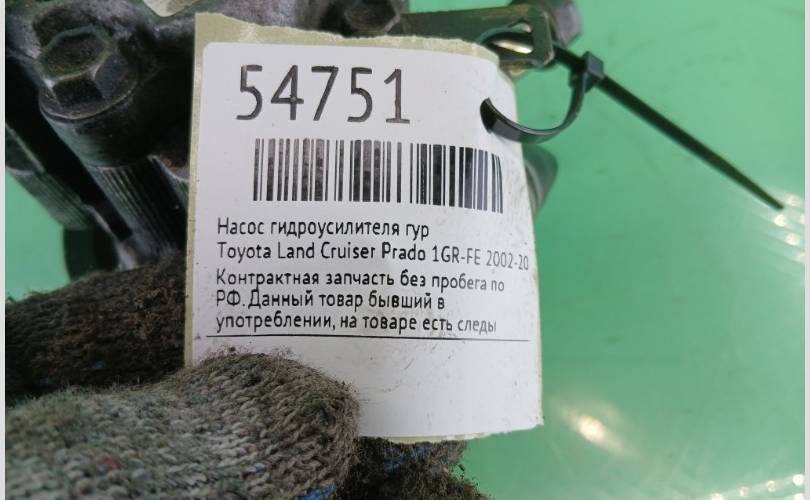 54751
Насос гидроусилителя гур
Toyota Land Cruiser Prado 1GR-FE 2002-20
Контрактная запчасть без пробега по
РФ. Данный товар бывший в
употреблении, на товаре есть следы